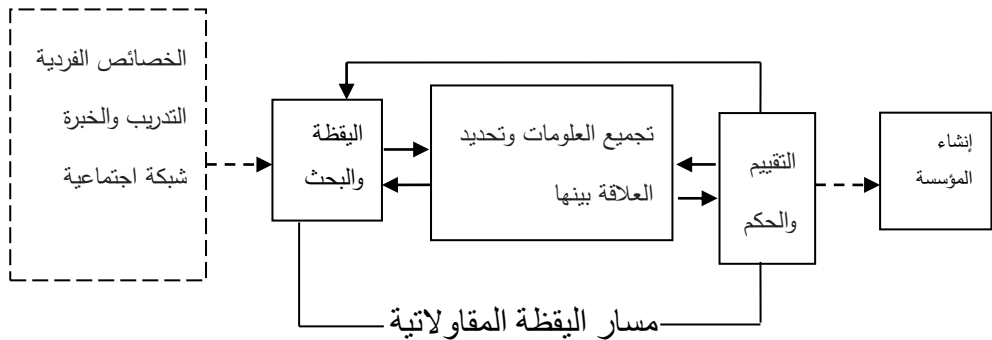 الخصائص الفردية
التدريب والخبرة
شبكة اجتماعية
اليقظة
والبحث
تجميع العلومات وتحديد
العلاقة بينها
التقييم
والحكم
إنشاء
المؤسسة
مسار اليقظة المقاولاتية